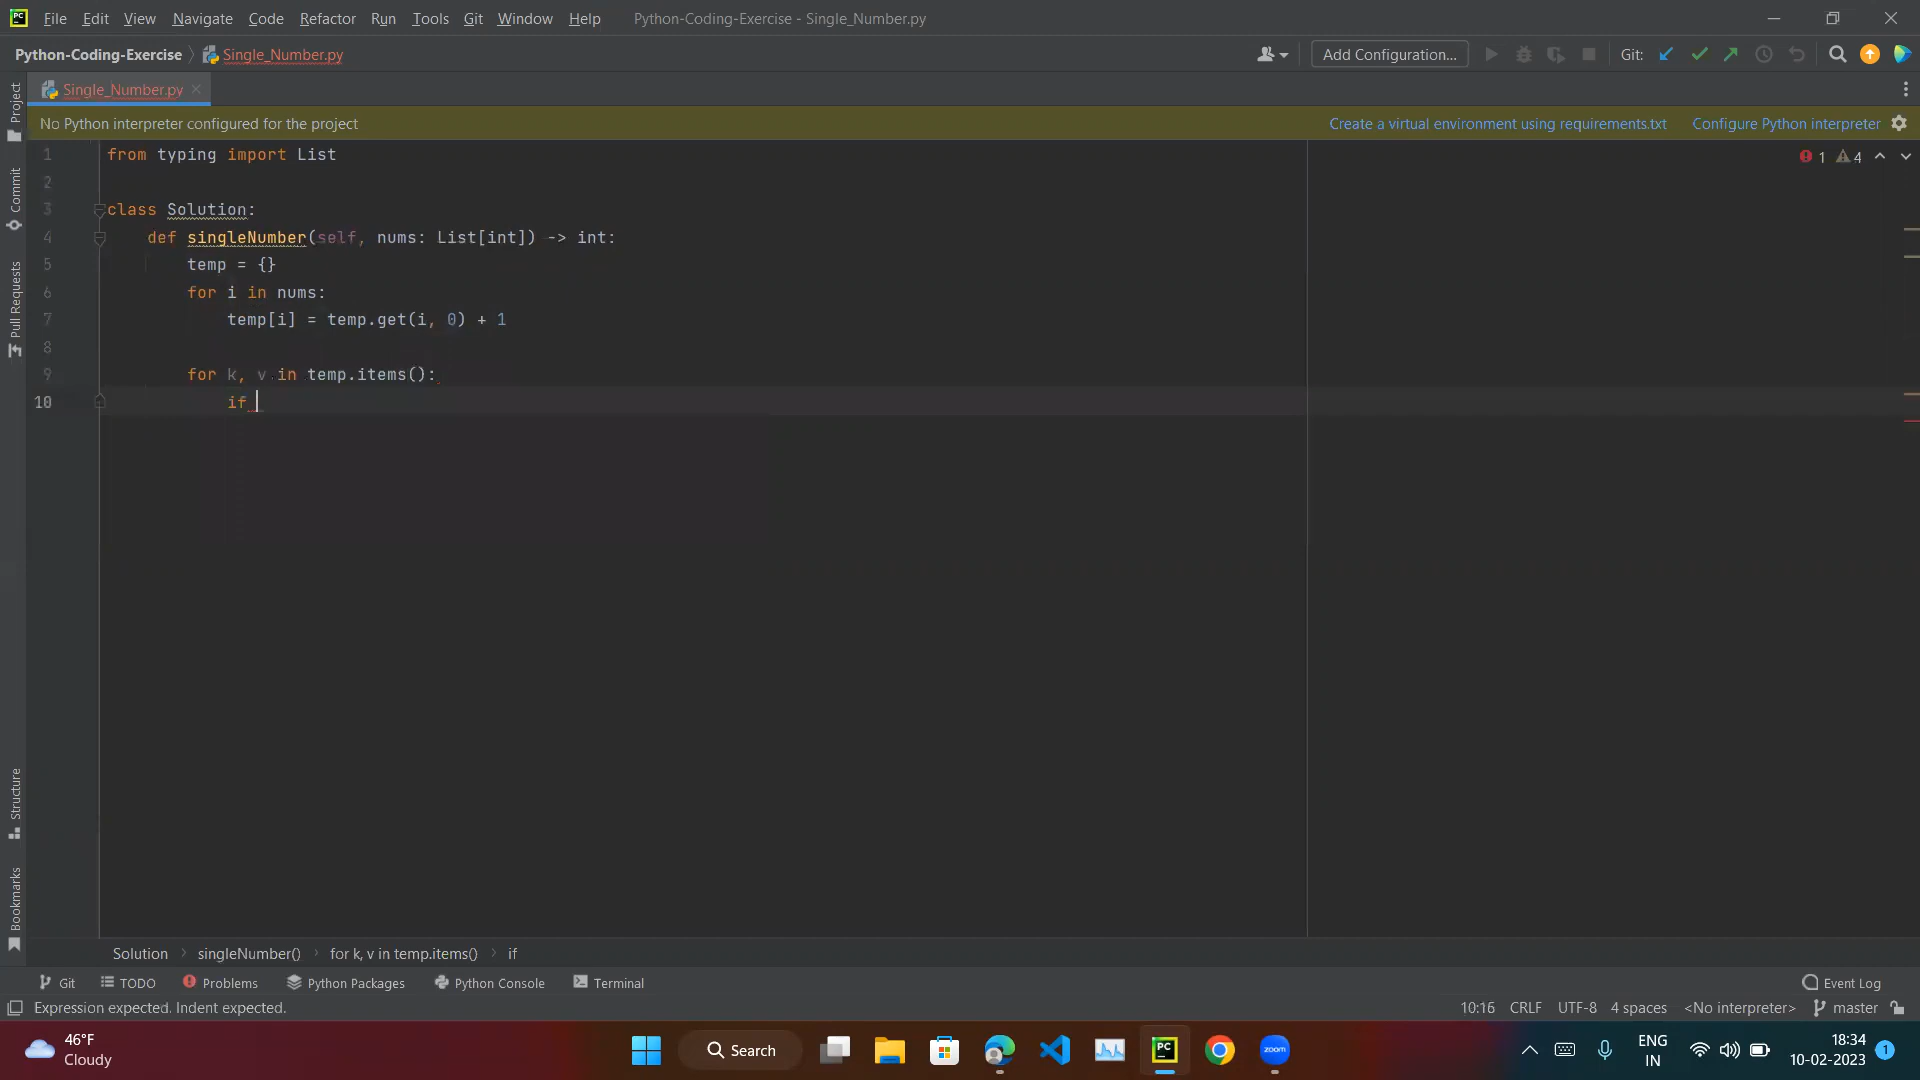 PC File Edit View Navigate Code Refactor Run Tools Git Window Help Python-Coding-Exercise - Single_Number.py
Python-Coding-Exercise Single_Number.py Add Configuration... Git:
Single_Number.py
No Python interpreter configured for the project Create a virtual environment using requirements.txt Configure Python interpreter
Project
Commit
Pull Requests
Structure
Bookmarks
1 from typing import List 1 4
2
3 class Solution:
4 def singleNumber(self, nums: List[int]) -> int:
5 temp = {}
6 for i in nums:
7 temp[i] = temp.get(i, 0) + 1
8
9 for k, v in temp.items():
10 if
Solution singleNumber() for k, v in temp.items() if
Git TODO Problems Python Packages Python Console Terminal Event Log
Expression expected. Indent expected. 10:16 CRLF UTF-8 4 spaces <No interpreter> master
46°F
Cloudy
Search
PC
zoom
ENG
IN
18:34
10-02-2023
1